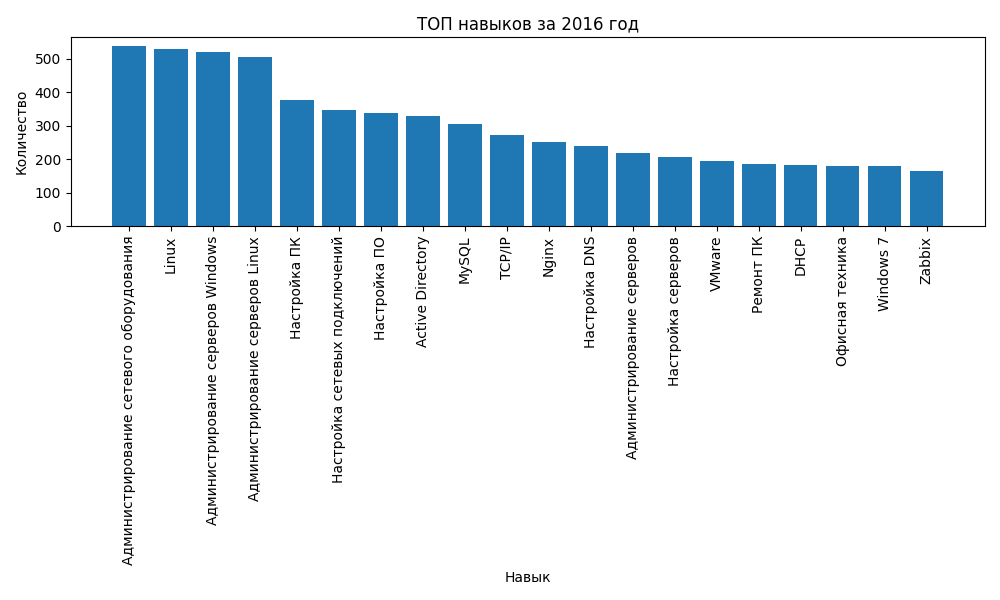 ТОП навыков за 2016 год
Количество
500
400
300
200
100
0
Администрирование сетевого оборудования
Linux
Администрирование серверов Windows
Администрирование серверов Linux
Настройка ПК
Настройка сетевых подключений
Настройка ПО
Active Directory
MySQL
TCP/IP
Nginx
Настройка DNS
Администрирование серверов
Настройка серверов
VMware
Ремонт ПК
DHCP
Офисная техника
Windows 7
Zabbix
Навык